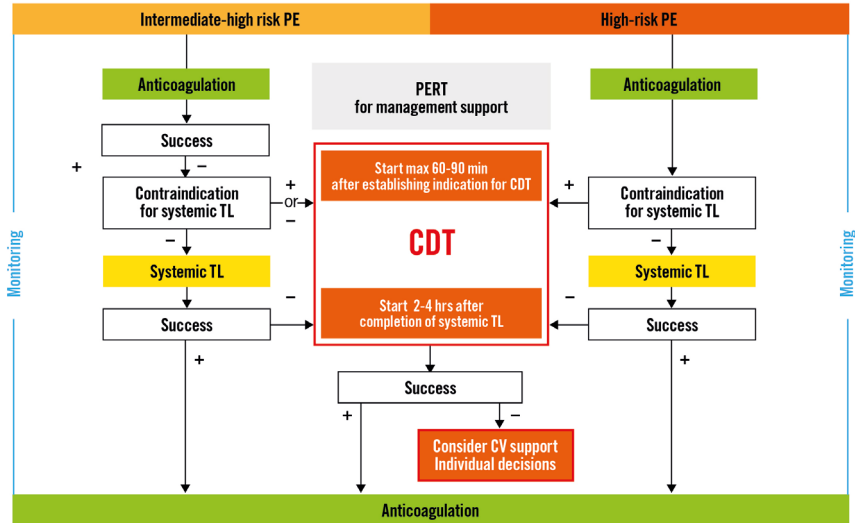 Intermediate-high risk PE
High-risk PE
Anticoagulation
PERT
for management support
Anticoagulation
Success
+
–
Contraindication
for systemic TL
+
or
–
Start max 60-90 min
after establishing indication for CDT
+
Contraindication
for systemic TL
CDT
–
–
Monitoring
Monitoring
Systemic TL
Systemic TL
–
Start 2-4 hrs after
completion of systemic TL
–
Success
Success
+
+
Success
+
–
Consider CV support
Individual decisions
Anticoagulation